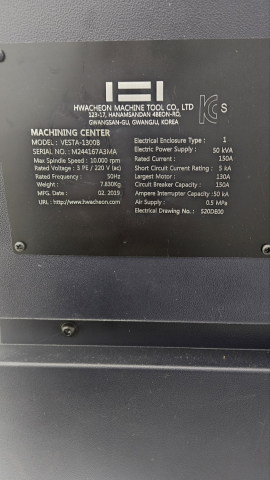 HWACHEON MACHINE TOOL CO., LTD
123-17, HANAMSANDAN 4BEON-RO,
GWANGSAN-GU, GWANGJU, KOREA
KC S
MACHINING CENTER
MODEL : VESTA-1300B
SERIAL NO. : M244167A3MA
Max Spindle Speed : 10,000 rpm
Rated Voltage : 3 PE / 220 V (ac)
Rated Frequency : 50Hz
Weight : 7,830Kg
MFG. Date : 02. 2019.
URL : http://www.hwacheon.com
Electrical Enclosure Type : 1
Electric Power Supply : 50 kVA
Rated Current : 150A
Short Circuit Current Rating : 5 kA
Largest Motor : 130A
Circuit Breaker Capacity : 150A
Ampere Interrupter Capacity : 50 kA
Air Supply : 0.5 MPa
Electrical Drawing No. : 520DE00